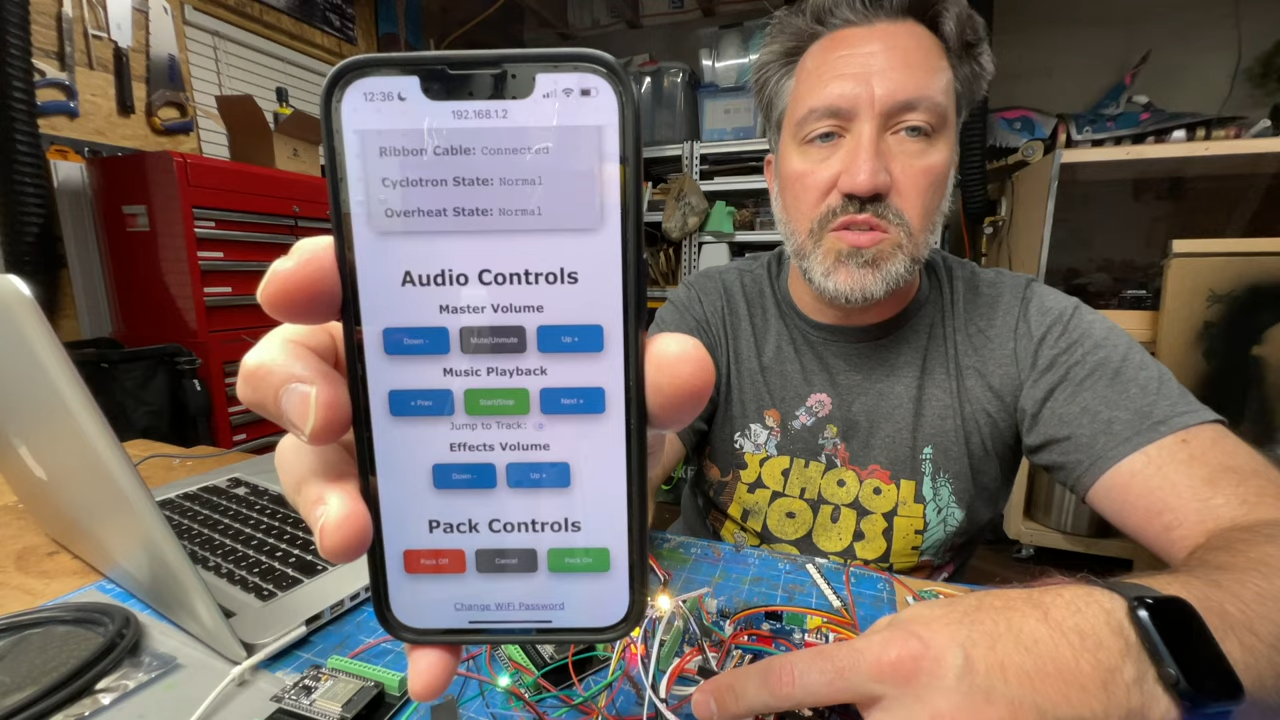 12:36
192.168.1.2
Ribbon Cable: Connected
Cyclotron State: Normal
Overheat State: Normal
Audio Controls
Master Volume
Down - Mute/Unmute Up +
Music Playback
« Prev Start/Stop Next »
Jump to Track:
Effects Volume
Down - Up +
Pack Controls
Pack Off Cancel Pack On
Change WiFi Password
SCHOOL
HOUSE